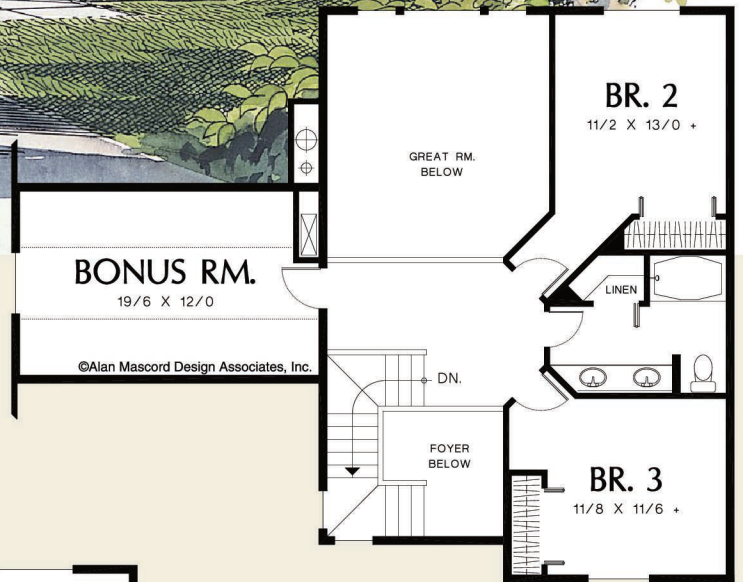 BR. 2
11/2 X 13/0 +
GREAT RM.
BELOW
BONUS RM.
19/6 X 12/0
LINEN
©Alan Mascord Design Associates, Inc.
DN.
FOYER
BELOW
BR. 3
11/8 X 11/6 +